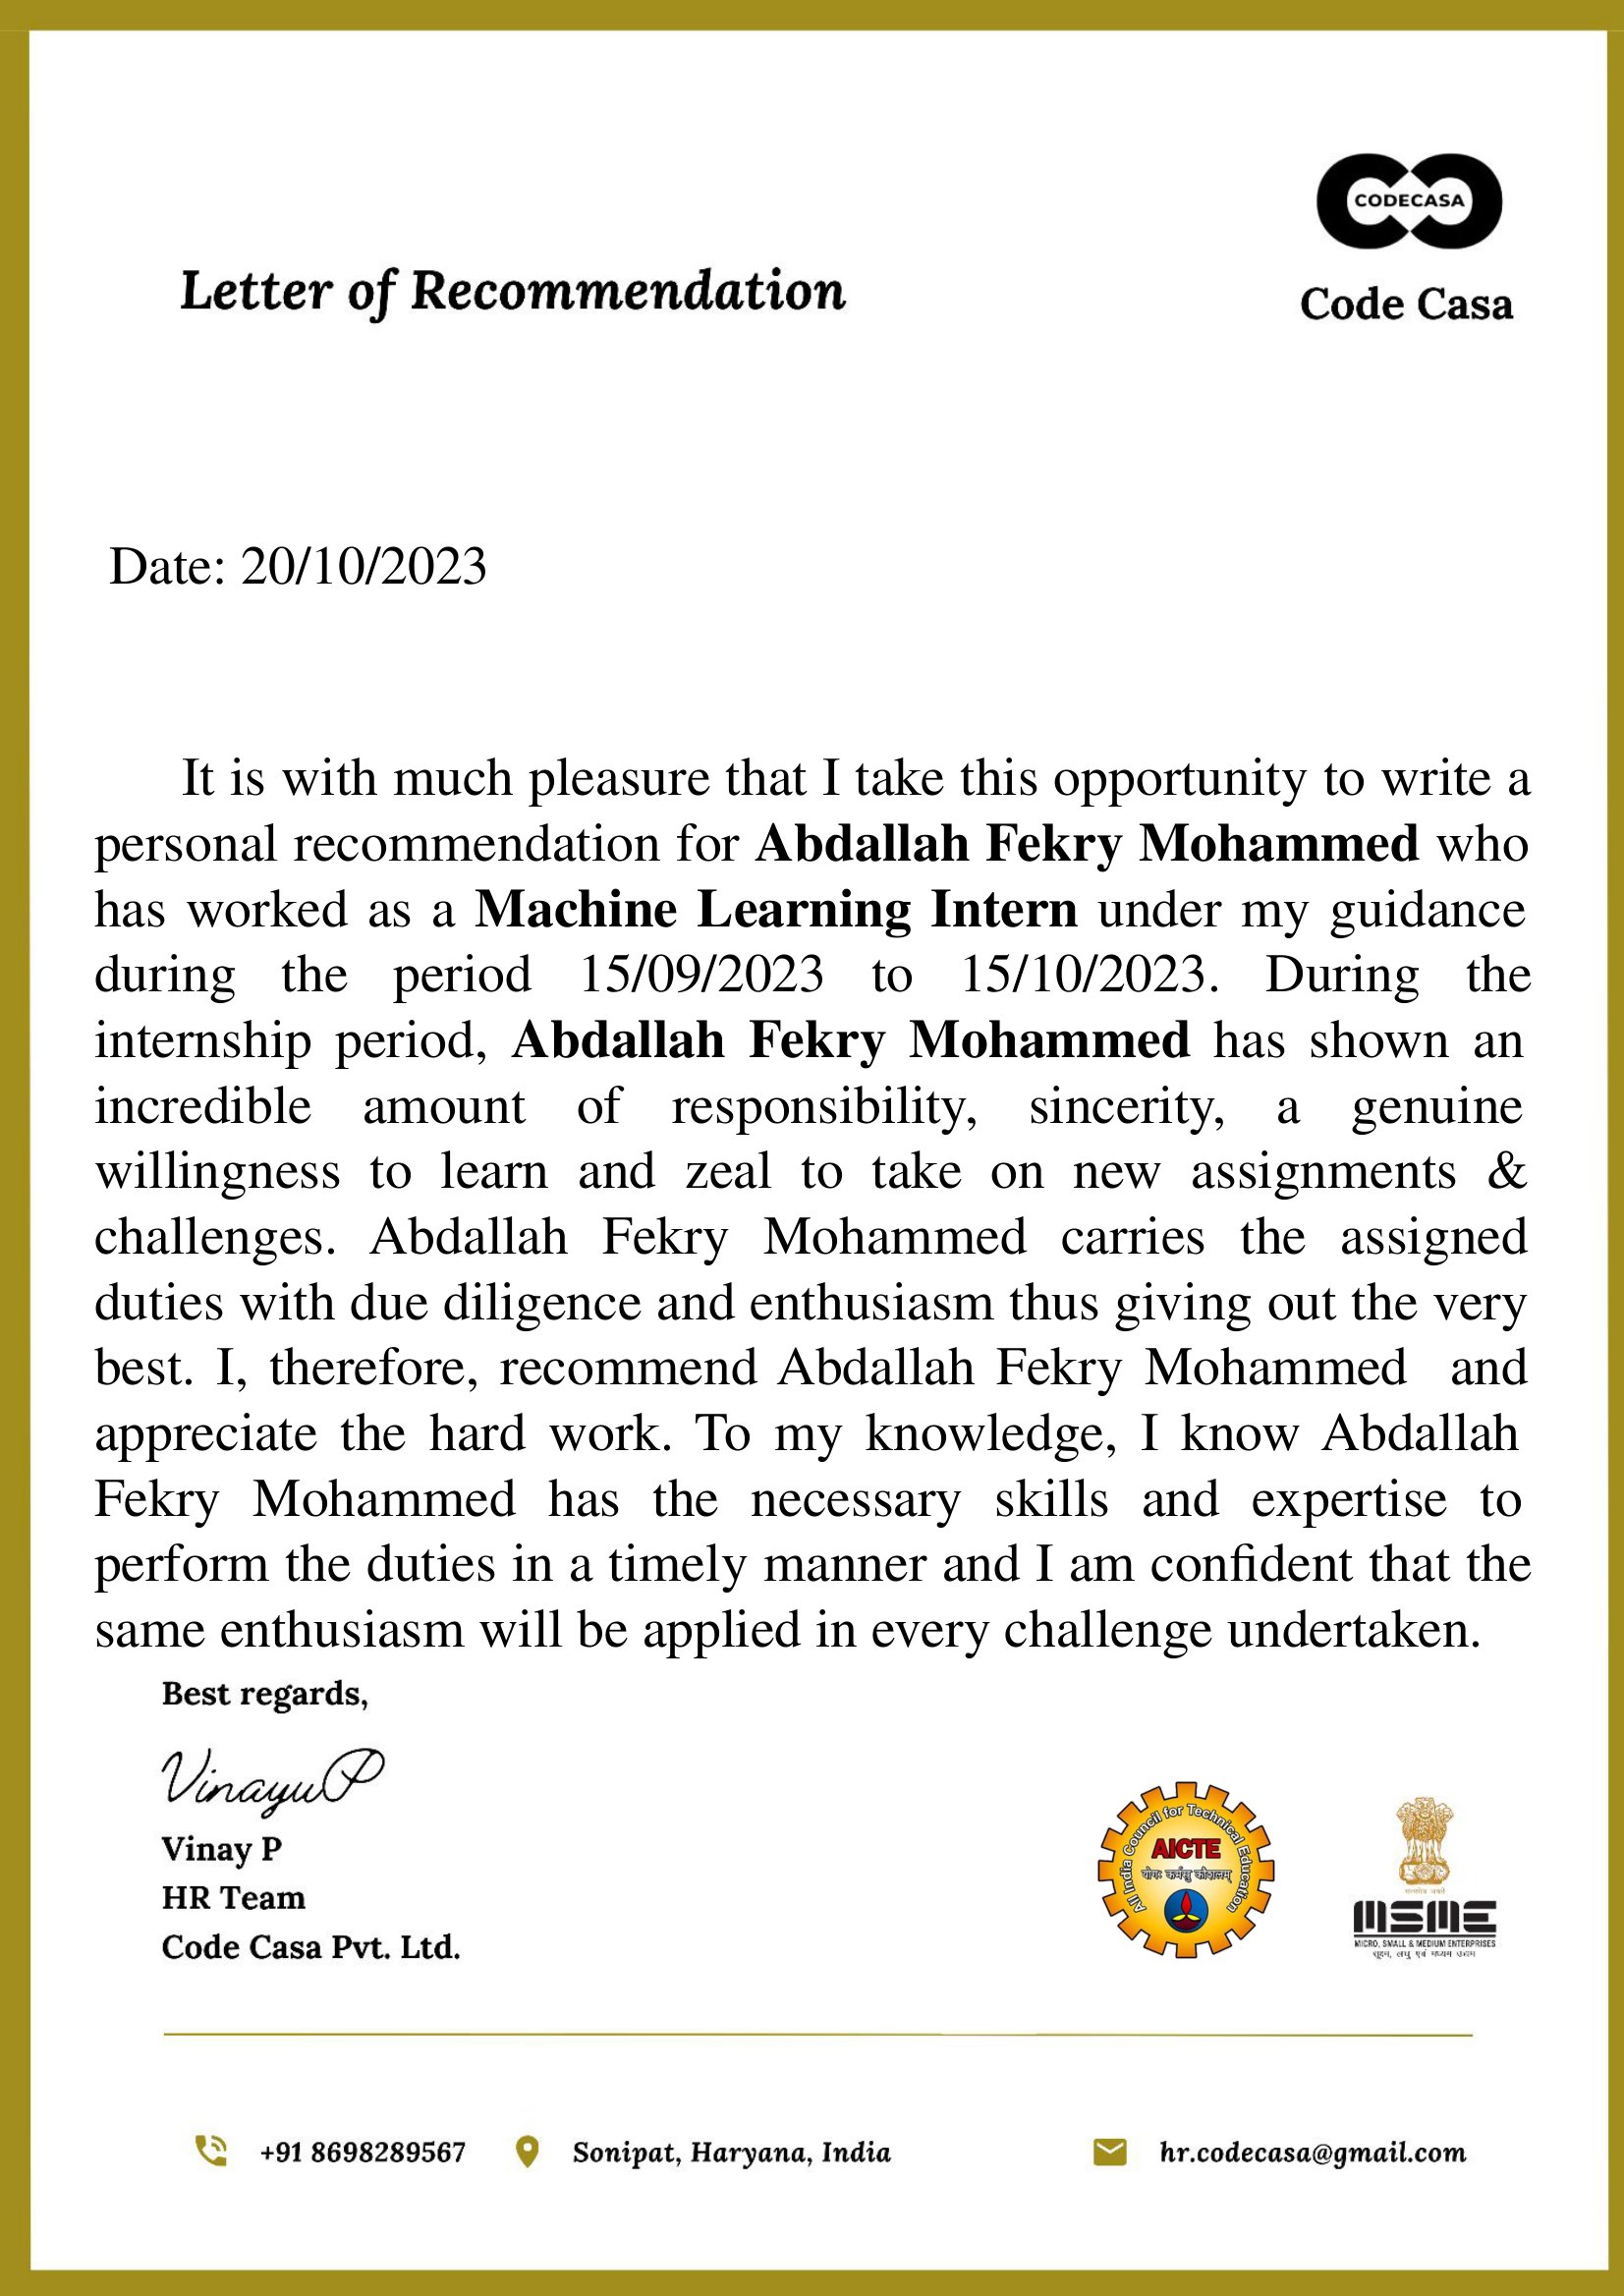 CODECASA
Letter of Recommendation
Code Casa
Date: 20/10/2023
It is with much pleasure that I take this opportunity to write a
personal recommendation for Abdallah Fekry Mohammed who
has worked as a Machine Learning Intern under my guidance
during the period 15/09/2023 to 15/10/2023. During the
internship period, Abdallah Fekry Mohammed has shown an
incredible amount of responsibility, sincerity, a genuine
willingness to learn and zeal to take on new assignments &
challenges. Abdallah Fekry Mohammed carries the assigned
duties with due diligence and enthusiasm thus giving out the very
best. I, therefore, recommend Abdallah Fekry Mohammed and
appreciate the hard work. To my knowledge, I know Abdallah
Fekry Mohammed has the necessary skills and expertise to
perform the duties in a timely manner and I am confident that the
same enthusiasm will be applied in every challenge undertaken.
Best regards,
VinayuP
Vinay P
HR Team
Code Casa Pvt. Ltd.
All India Council for Technical Education
AICTE
योगः कर्मसु कौशलम्
सत्यमेव जयते
MSME
MICRO, SMALL & MEDIUM ENTERPRISES
सूक्ष्म, लघु एवं मध्यम उद्यम
+91 8698289567
Sonipat, Haryana, India
hr.codecasa@gmail.com